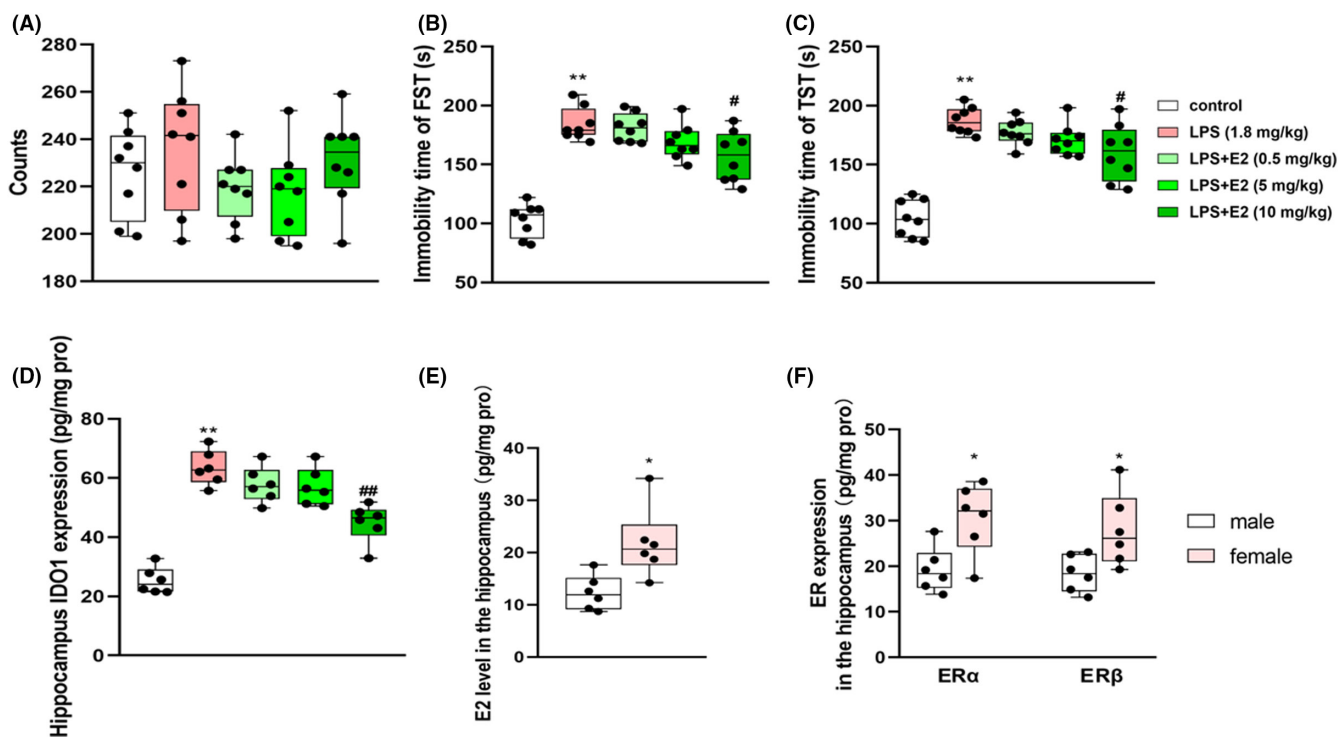 (A)
Counts
280
260
240
220
200
180
(B)
Immobility time of FST (s)
250
200
150
100
50
**
#
(C)
Immobility time of TST (s)
250
200
150
100
50
**
#
control
LPS (1.8 mg/kg)
LPS+E2 (0.5 mg/kg)
LPS+E2 (5 mg/kg)
LPS+E2 (10 mg/kg)
(D)
Hippocampus IDO1 expression (pg/mg pro)
80
60
40
20
0
**
##
(E)
E2 level in the hippocampus (pg/mg pro)
40
30
20
10
0
*
(F)
ER expression
in the hippocampus (pg/mg pro)
50
40
30
20
10
0
*
*
ERα
ERβ
male
female